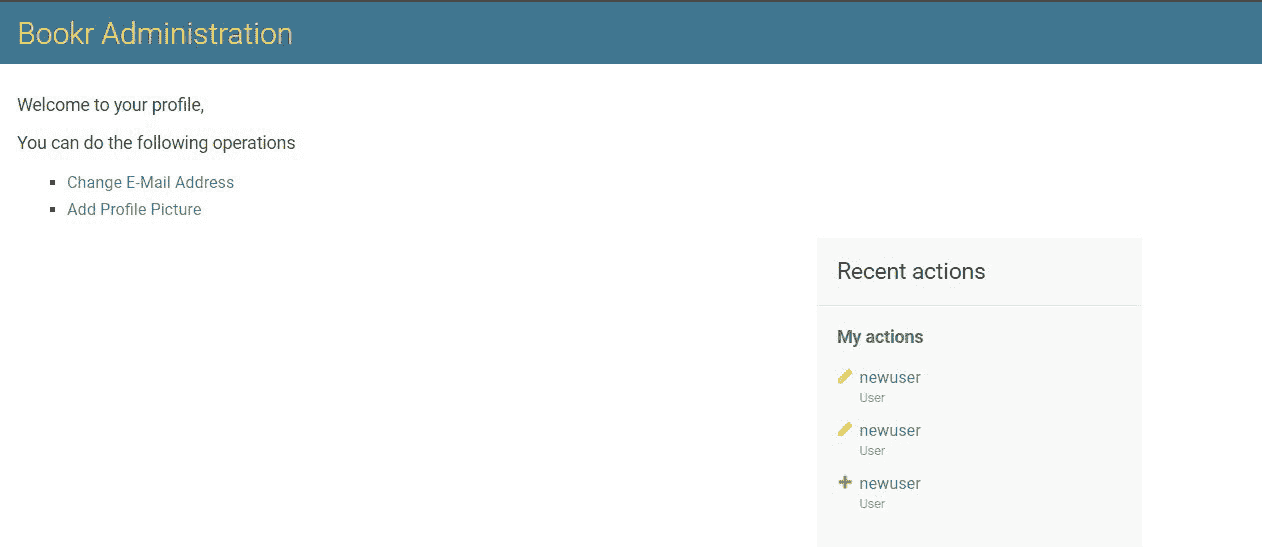 Bookr Administration
Welcome to your profile,
You can do the following operations
Change E-Mail Address
Add Profile Picture
Recent actions
My actions
newuser
User
newuser
User
newuser
User